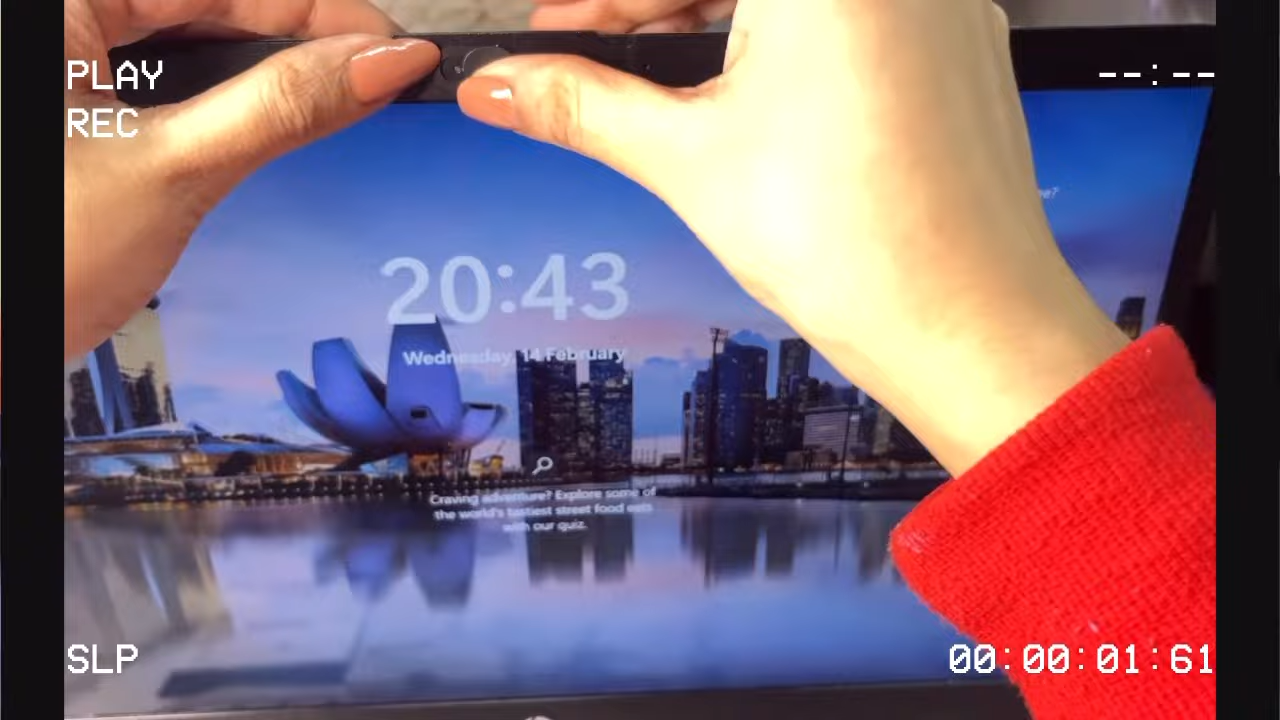 PLAY
--:--
REC
20:43
Wednesday, 14 February
Craving adventure? Explore some of
the world's tastiest street food eats
with our quiz.
SLP
00:00:01:61